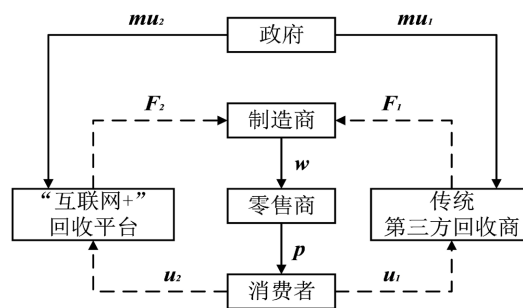 mu₂
政府
mu₁
F₂
制造商
F₁
w
“互联网+”
回收平台
零售商
传统
第三方回收商
p
u₂
消费者
u₁